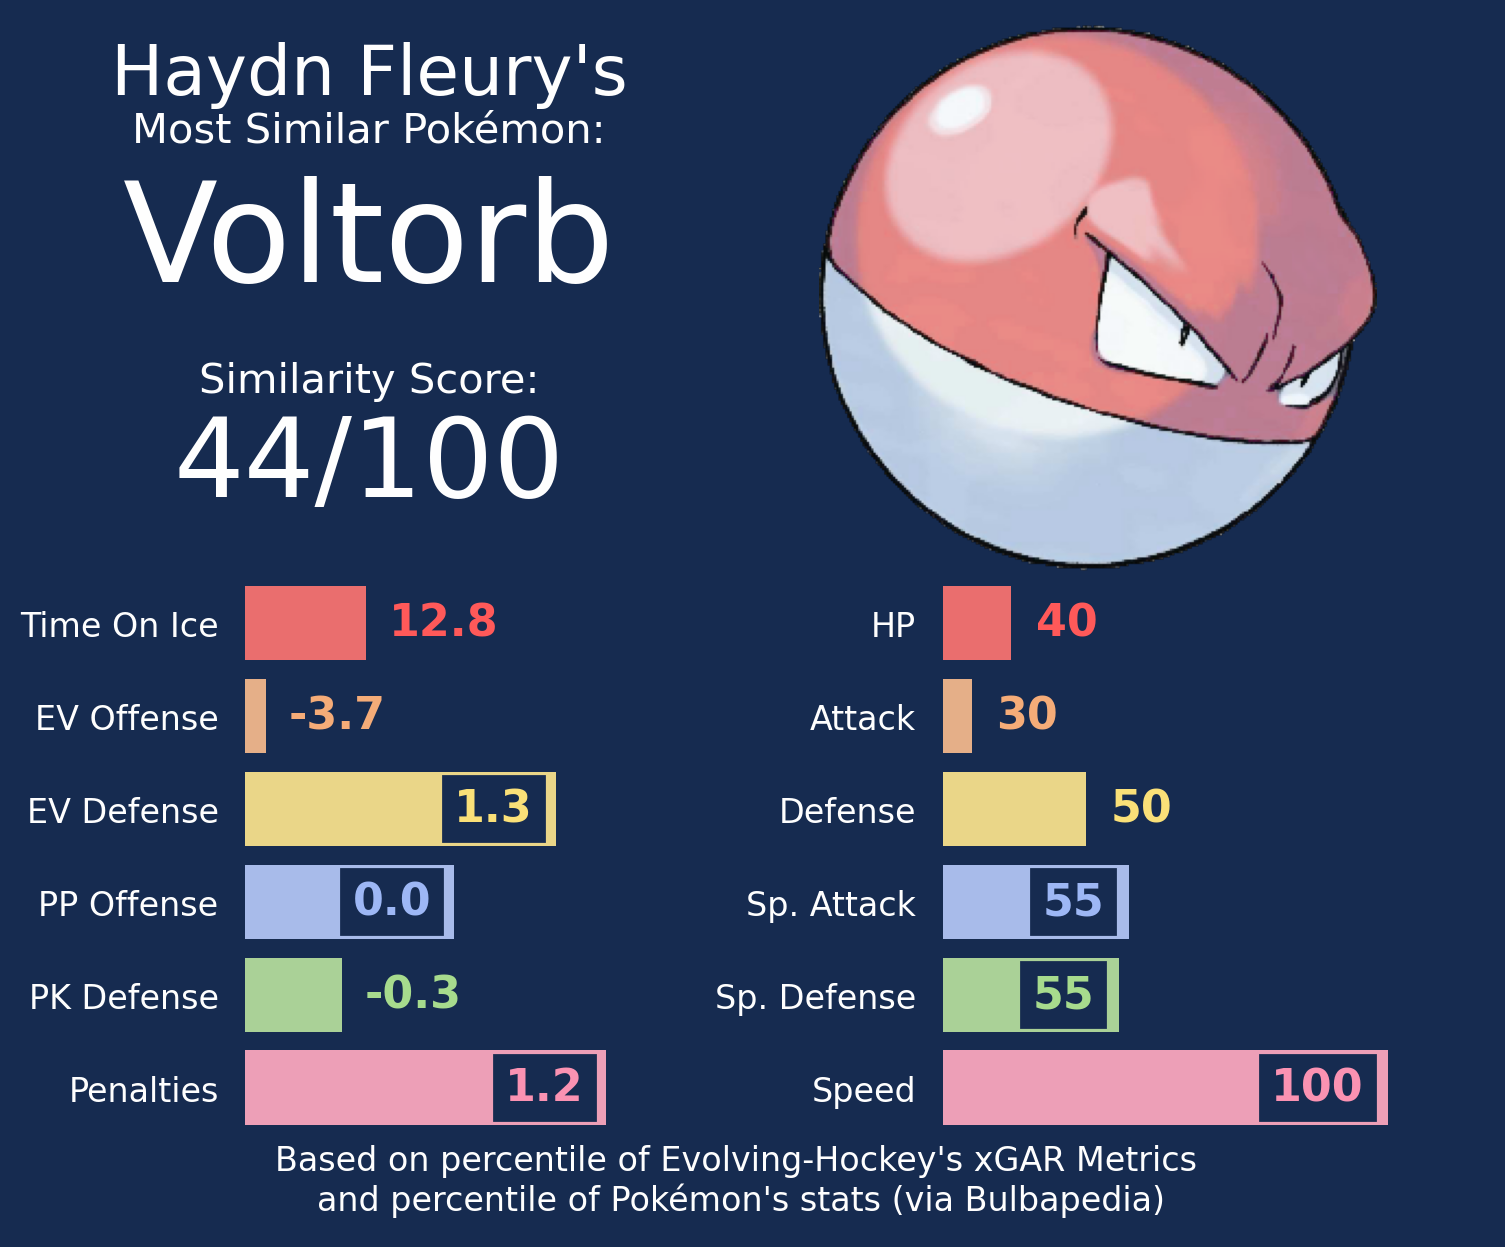 Haydn Fleury's
Most Similar Pokémon:
Voltorb
Similarity Score:
44/100
Time On Ice 12.8
EV Offense -3.7
EV Defense 1.3
PP Offense 0.0
PK Defense -0.3
Penalties 1.2
HP 40
Attack 30
Defense 50
Sp. Attack 55
Sp. Defense 55
Speed 100
Based on percentile of Evolving-Hockey's xGAR Metrics
and percentile of Pokémon's stats (via Bulbapedia)